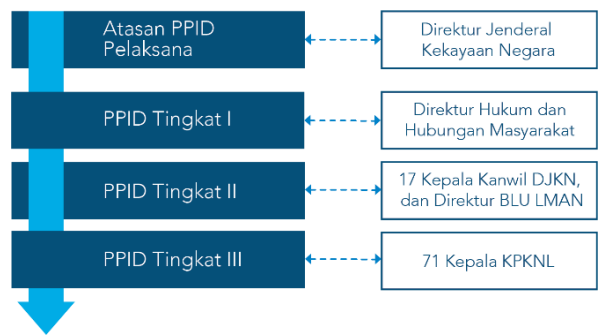 Atasan PPID
Pelaksana
Direktur Jenderal
Kekayaan Negara
PPID Tingkat I
Direktur Hukum dan
Hubungan Masyarakat
PPID Tingkat II
17 Kepala Kanwil DJKN,
dan Direktur BLU LMAN
PPID Tingkat III
71 Kepala KPKNL